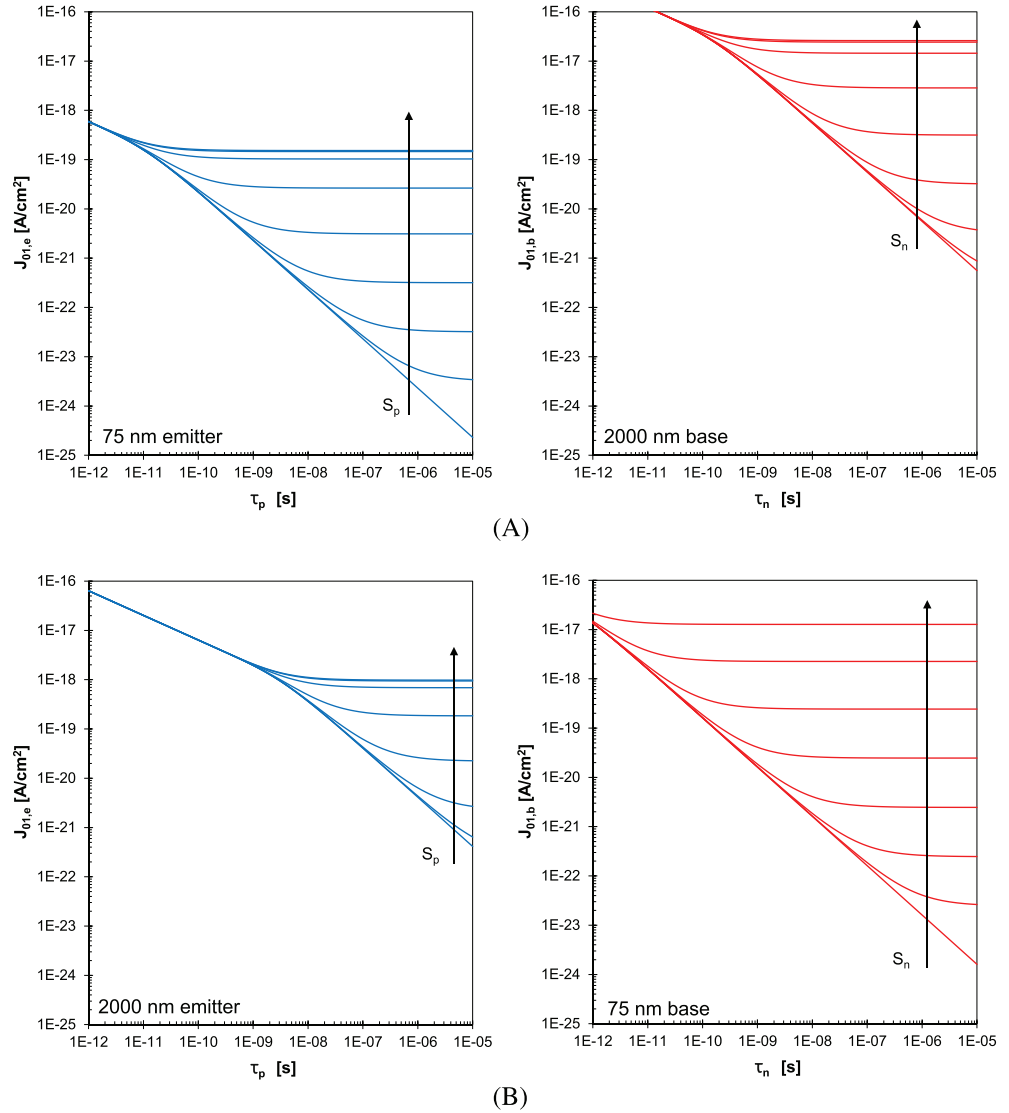 1E-16
1E-17
1E-18
1E-19
1E-20
1E-21
1E-22
1E-23
1E-24
1E-25
J01,e [A/cm²]
1E-12 1E-11 1E-10 1E-09 1E-08 1E-07 1E-06 1E-05
τp [s]
Sp
75 nm emitter
1E-16
1E-17
1E-18
1E-19
1E-20
1E-21
1E-22
1E-23
1E-24
1E-25
J01,b [A/cm²]
1E-12 1E-11 1E-10 1E-09 1E-08 1E-07 1E-06 1E-05
τn [s]
Sn
2000 nm base
(A)
1E-16
1E-17
1E-18
1E-19
1E-20
1E-21
1E-22
1E-23
1E-24
1E-25
J01,e [A/cm²]
1E-12 1E-11 1E-10 1E-09 1E-08 1E-07 1E-06 1E-05
τp [s]
Sp
2000 nm emitter
1E-16
1E-17
1E-18
1E-19
1E-20
1E-21
1E-22
1E-23
1E-24
1E-25
J01,b [A/cm²]
1E-12 1E-11 1E-10 1E-09 1E-08 1E-07 1E-06 1E-05
τn [s]
Sn
75 nm base
(B)